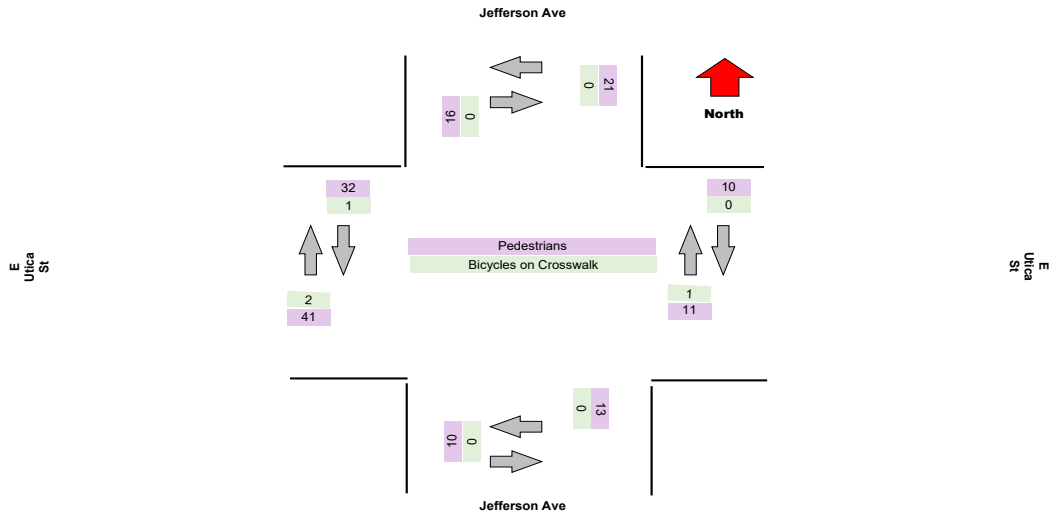 Jefferson Ave
21
0
16
0
North
32
1
10
0
Pedestrians
Bicycles on Crosswalk
E
Utica
St
E
Utica
St
2
41
1
11
13
0
10
0
Jefferson Ave